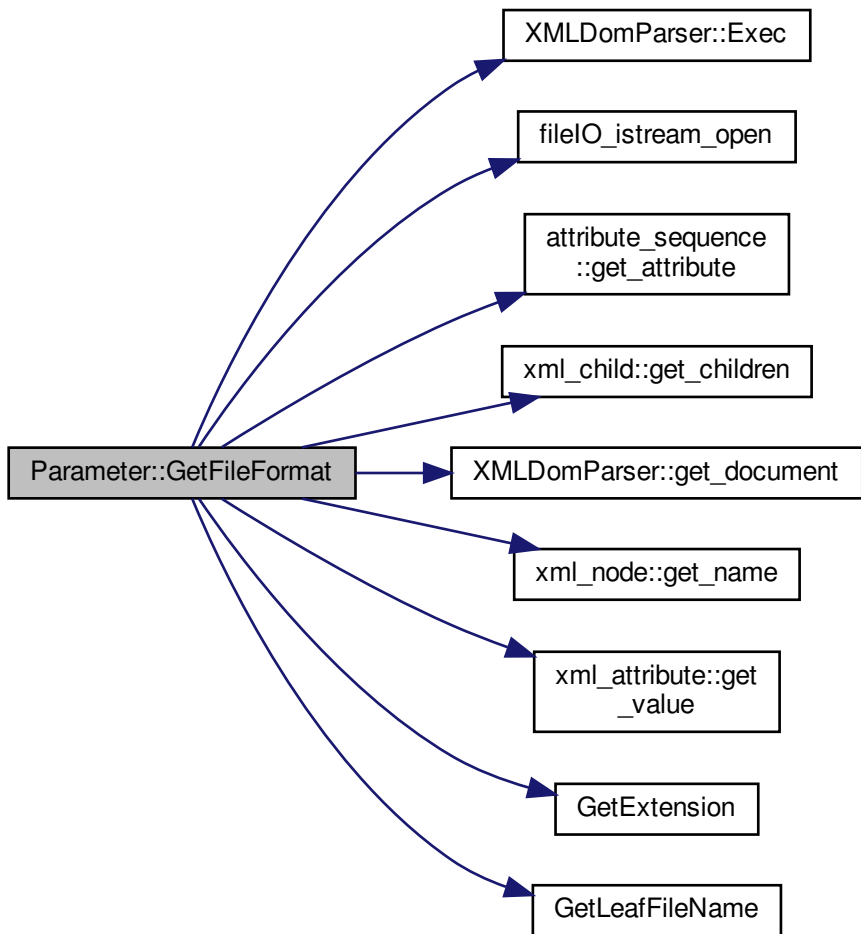 XMLDomParser::Exec
fileIO_istream_open
attribute_sequence
::get_attribute
xml_child::get_children
Parameter::GetFileFormat
XMLDomParser::get_document
xml_node::get_name
xml_attribute::get
_value
GetExtension
GetLeafFileName